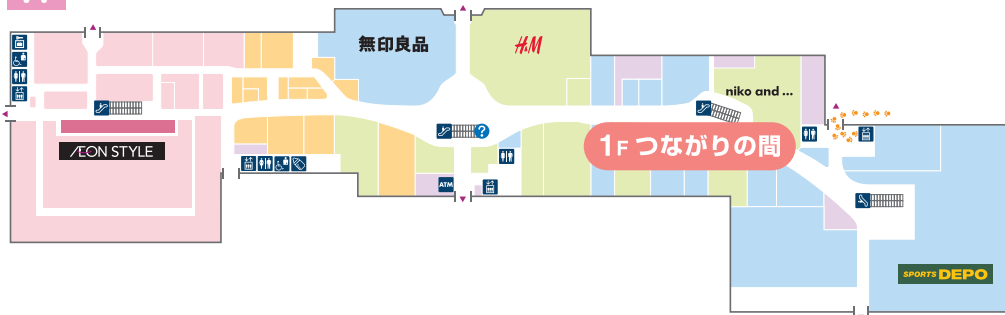 無印良品
H&M
niko and ...
?
1F つながりの間
ÆON STYLE
ATM
SPORTS DEPO